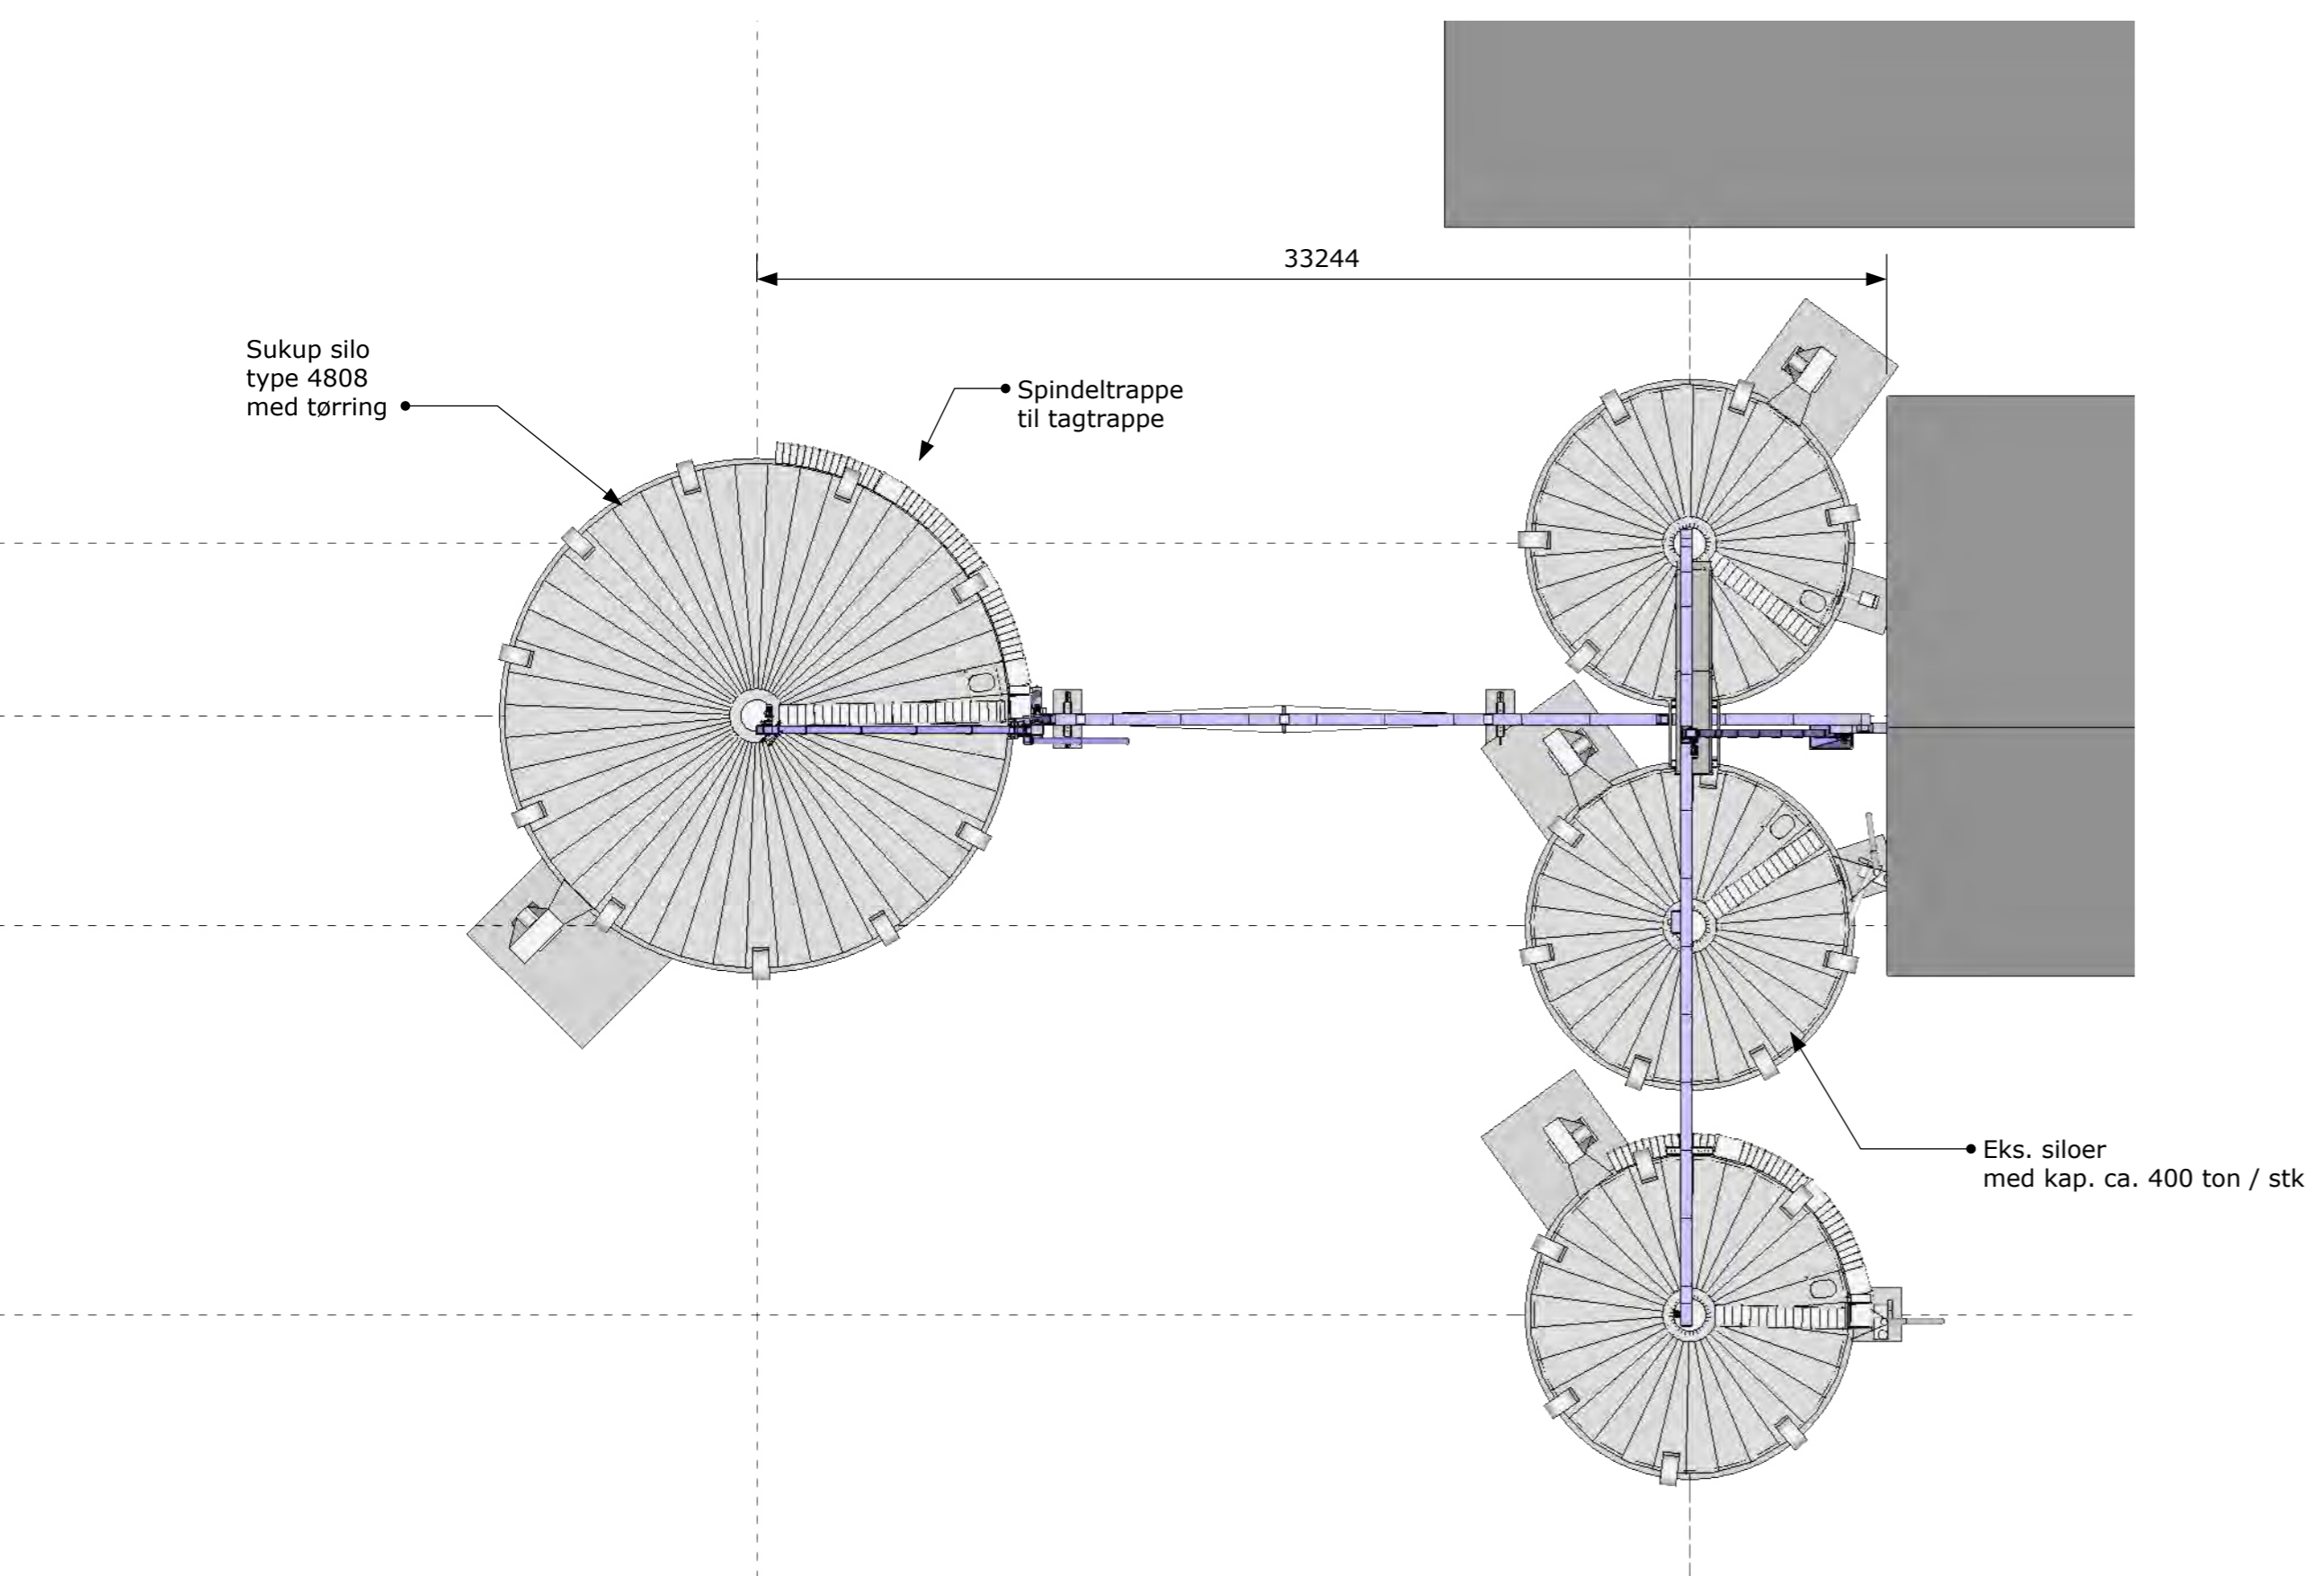 33244
Sukup silo
type 4808
med tørring
Spindeltrappe
til tagtrappe
Eks. siloer
med kap. ca. 400 ton / stk